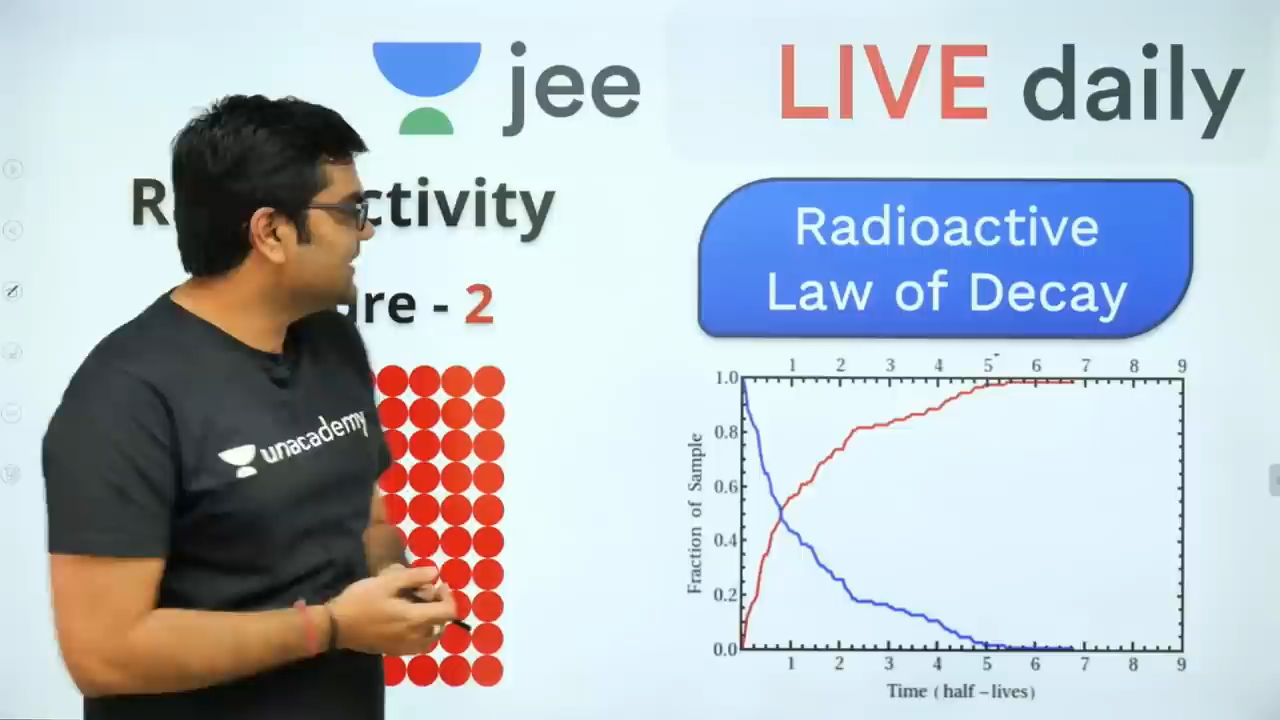 jee
LIVE daily
R ctivity
re - 2
Radioactive
Law of Decay
unacademy
1 2 3 4 5 6 7 8 9
1.0
0.8
0.6
0.4
0.2
0.0
Fraction of Sample
1 2 3 4 5 6 7 8 9
Time (half-lives)